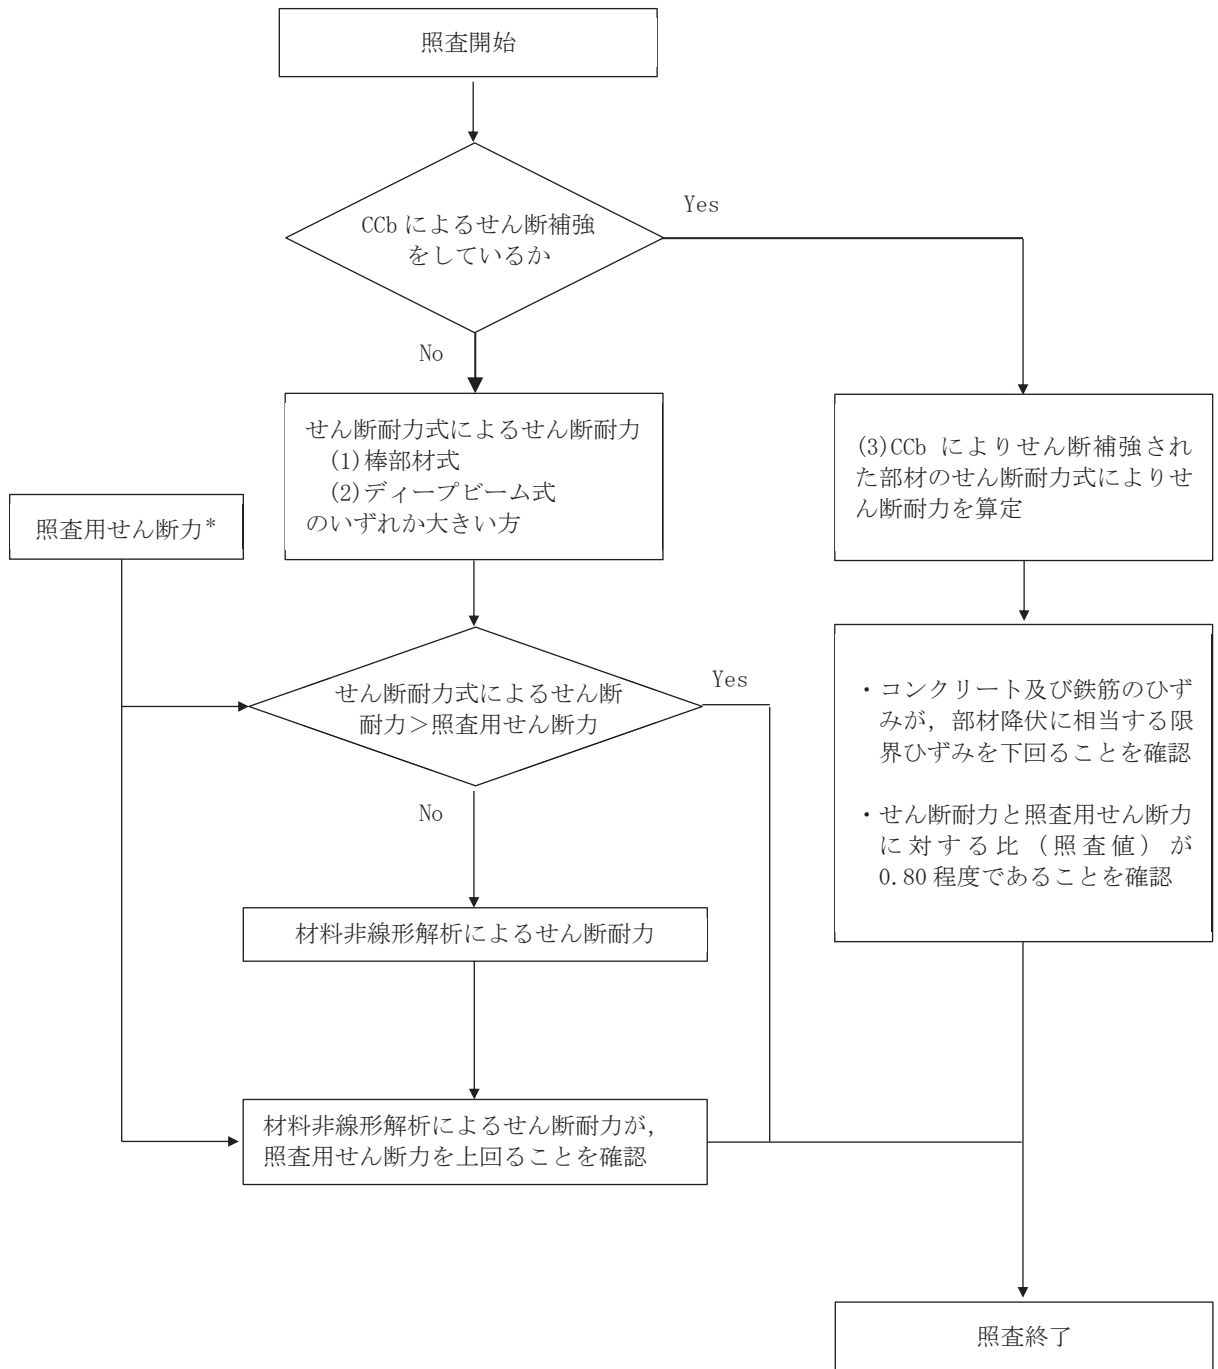 照査開始
CCb によるせん断補強
をしているか
Yes
No
せん断耐力式によるせん断耐力
(1)棒部材式
(2)ディープビーム式
のいずれか大きい方
(3)CCb によりせん断補強され
た部材のせん断耐力式によりせ
ん断耐力を算定
照査用せん断力*
せん断耐力式によるせん断
耐力＞照査用せん断力
Yes
No
・コンクリート及び鉄筋のひず
みが，部材降伏に相当する限
界ひずみを下回ることを確認
・せん断耐力と照査用せん断力
に対する比（照査値）が
0.80 程度であることを確認
材料非線形解析によるせん断耐力
材料非線形解析によるせん断耐力が，
照査用せん断力を上回ることを確認
照査終了